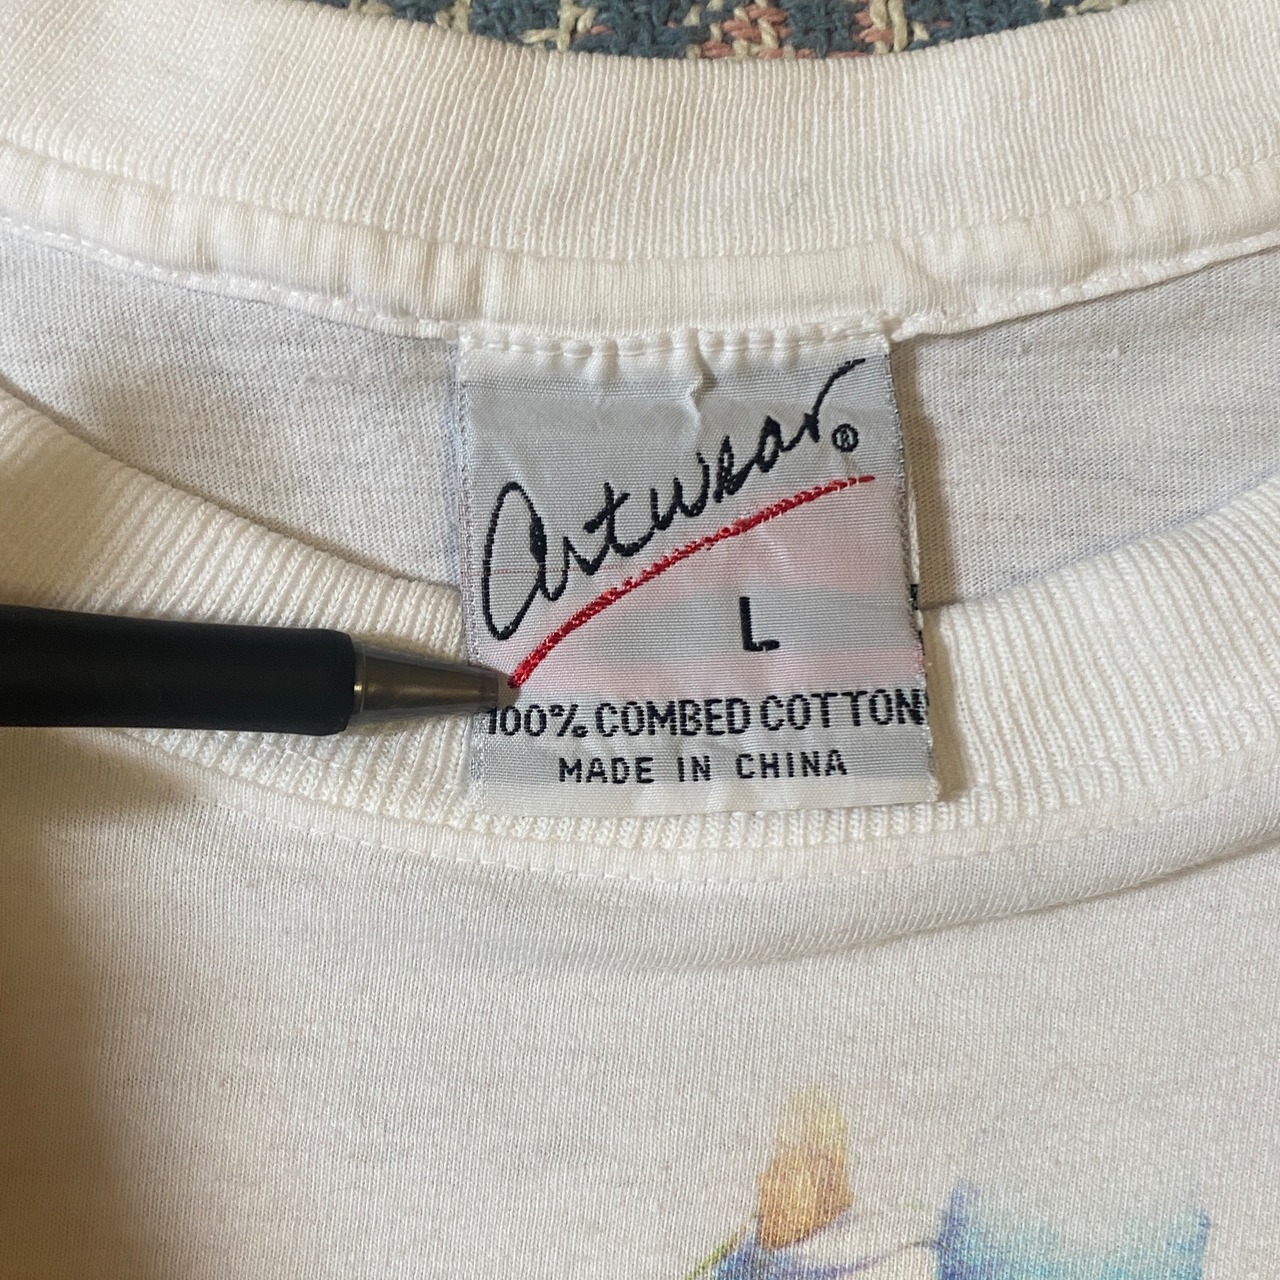 Artwear®
L
100% COMBED COTTON
MADE IN CHINA